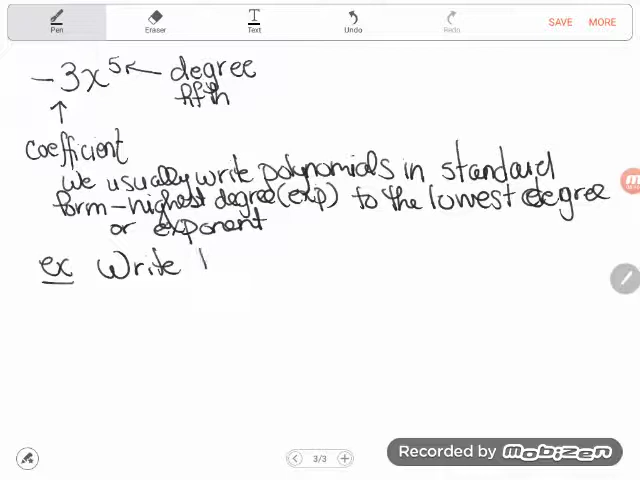 Pen
Eraser
Text
Undo
Redo
SAVE
MORE
-3x⁵ ← degree
fifth
↑
coefficient
we usually write polynomials in standard
form - highest degree (exp) to the lowest degree
or exponent
ex Write
3/3
Recorded by mobizen